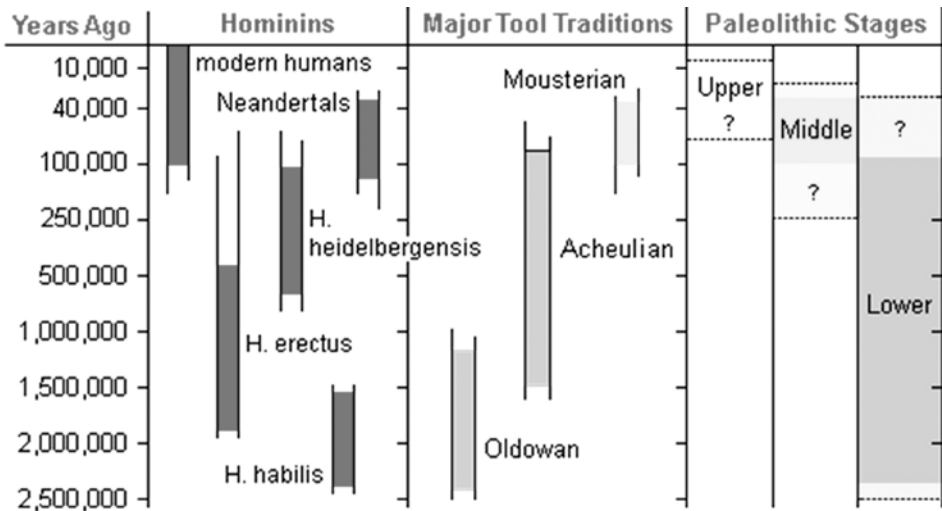 Years Ago
Hominins
Major Tool Traditions
Paleolithic Stages
10,000
40,000
100,000
250,000
500,000
1,000,000
1,500,000
2,000,000
2,500,000
modern humans
Neandertals
H.
heidelbergensis
H. erectus
H. habilis
Mousterian
Acheulian
Oldowan
Upper
?
Middle
?
?
Lower